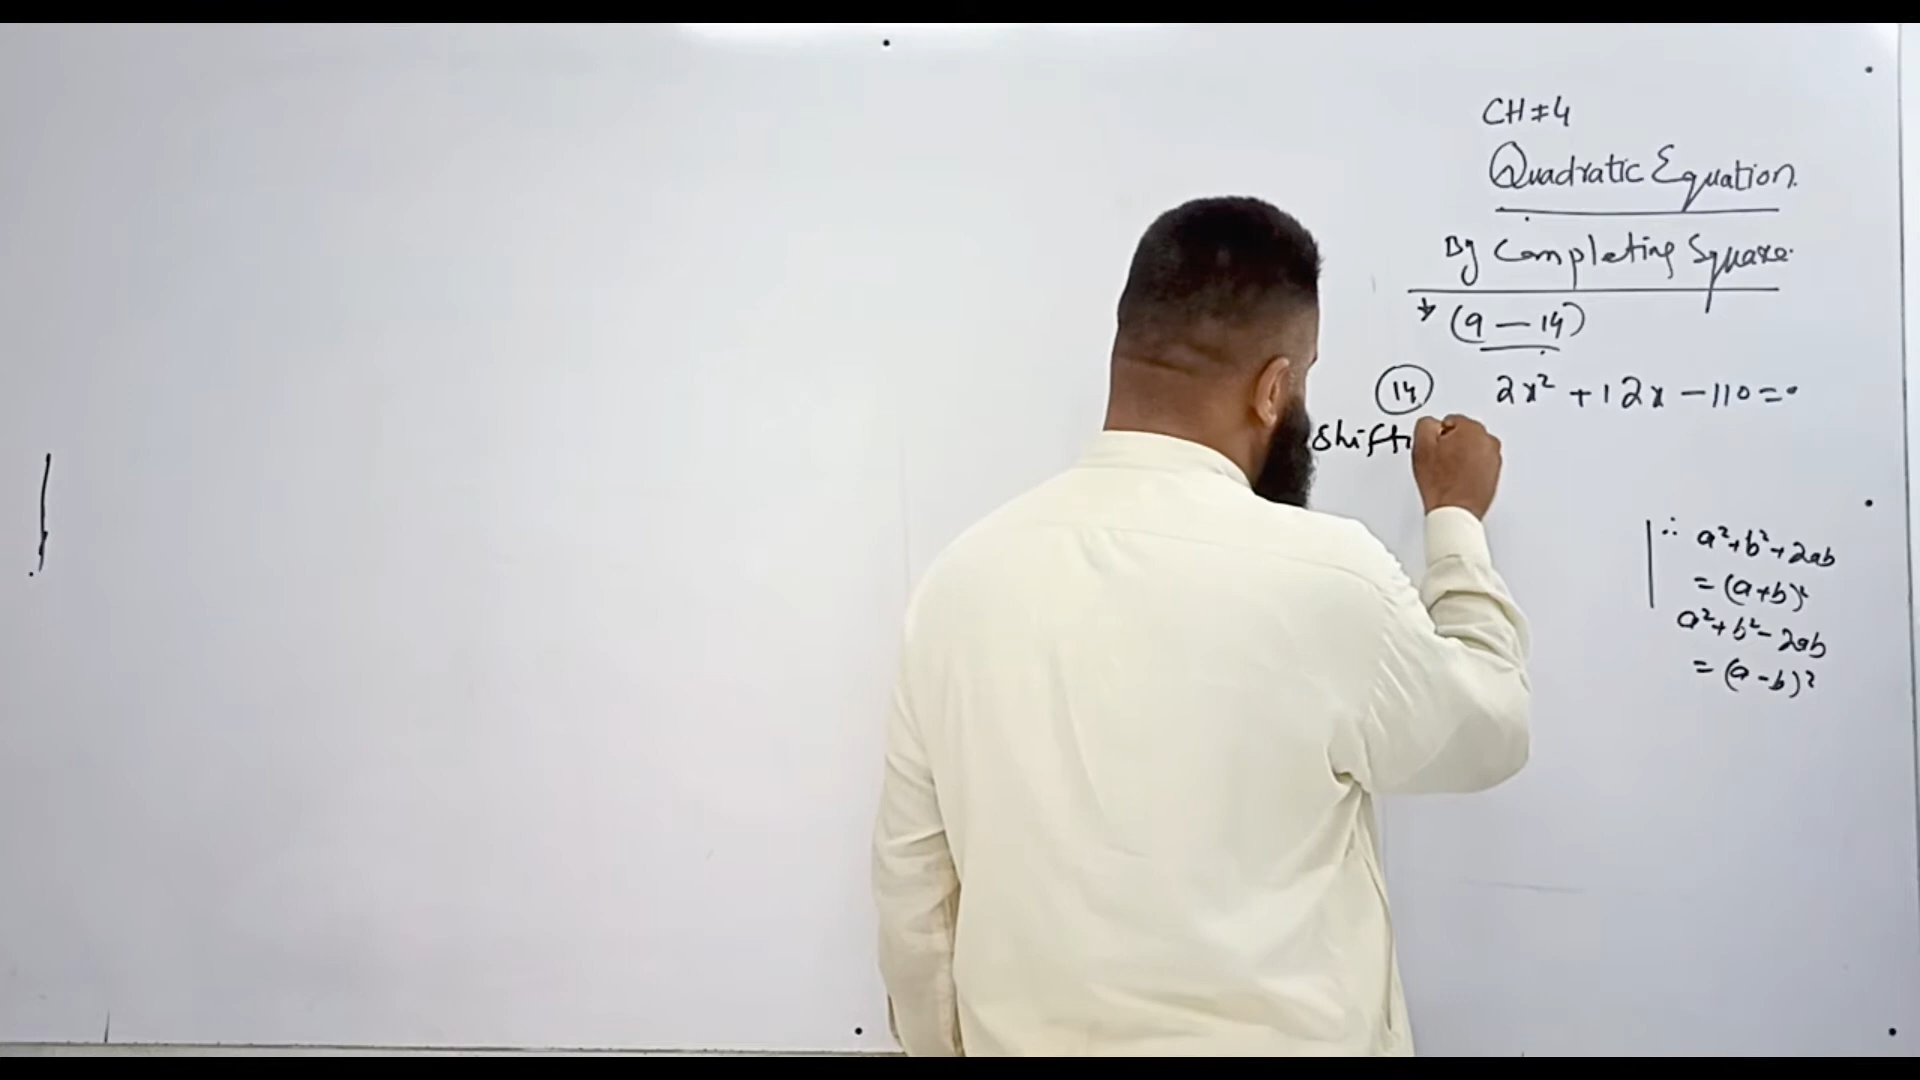 CH # 4
Quadratic Equation.
By Completing Square.
(9 — 14)
14 2x² + 12x - 110 = 0
Shifti
∴ a² + b² + 2ab
= (a+b)²
a² + b² - 2ab
= (a-b)²